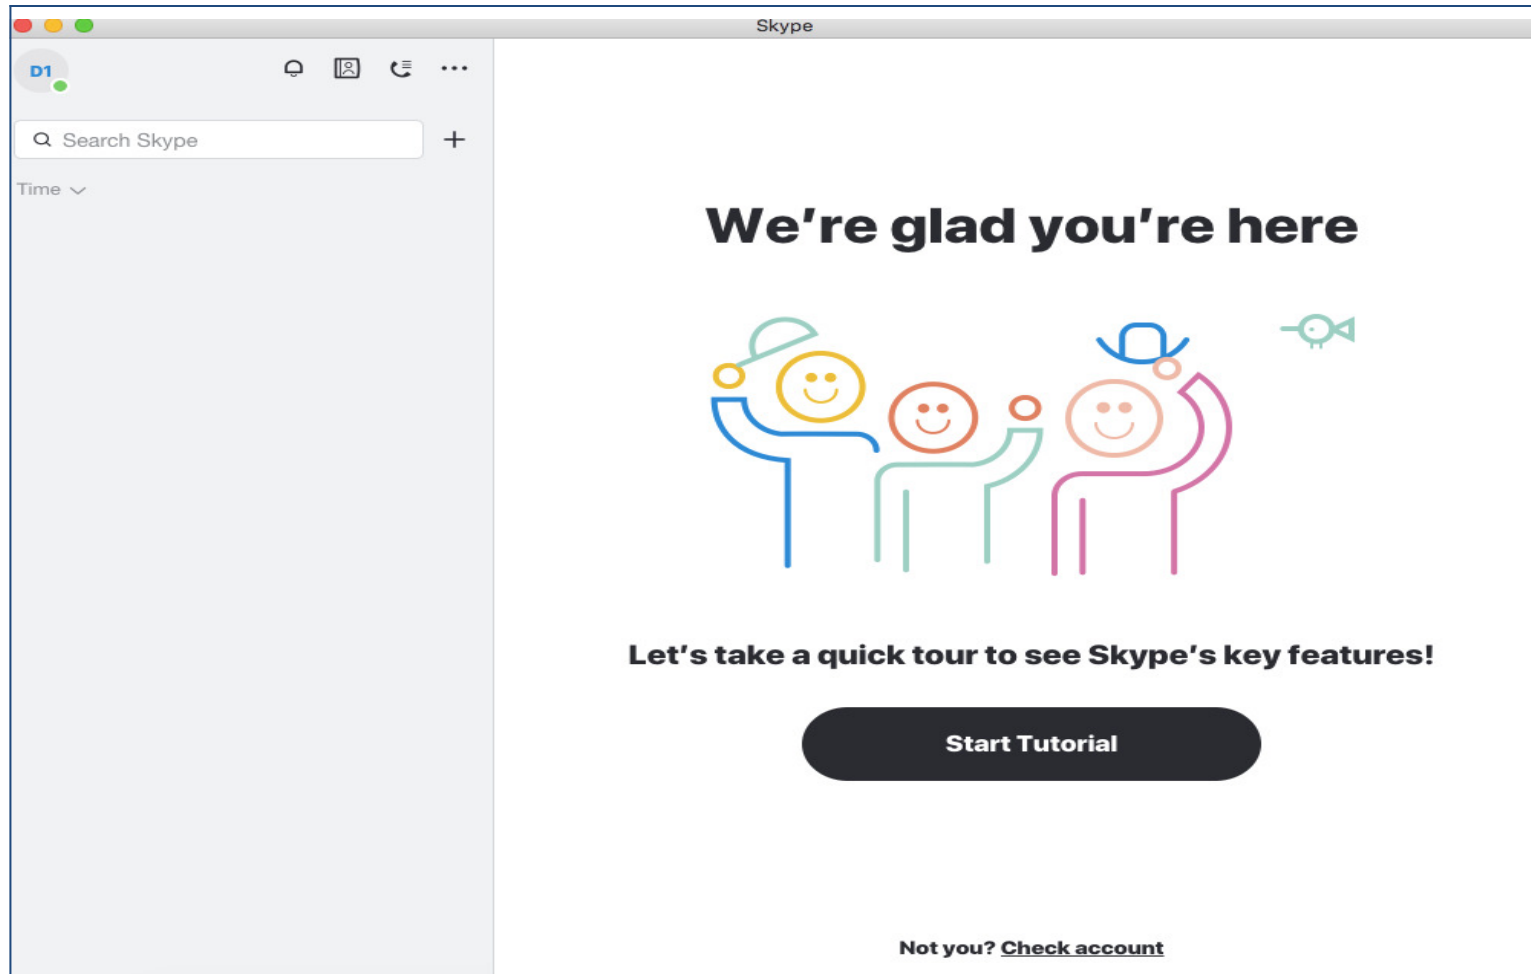 Skype
D1
Search Skype
Time
We're glad you're here
Let's take a quick tour to see Skype's key features!
Start Tutorial
Not you? Check account